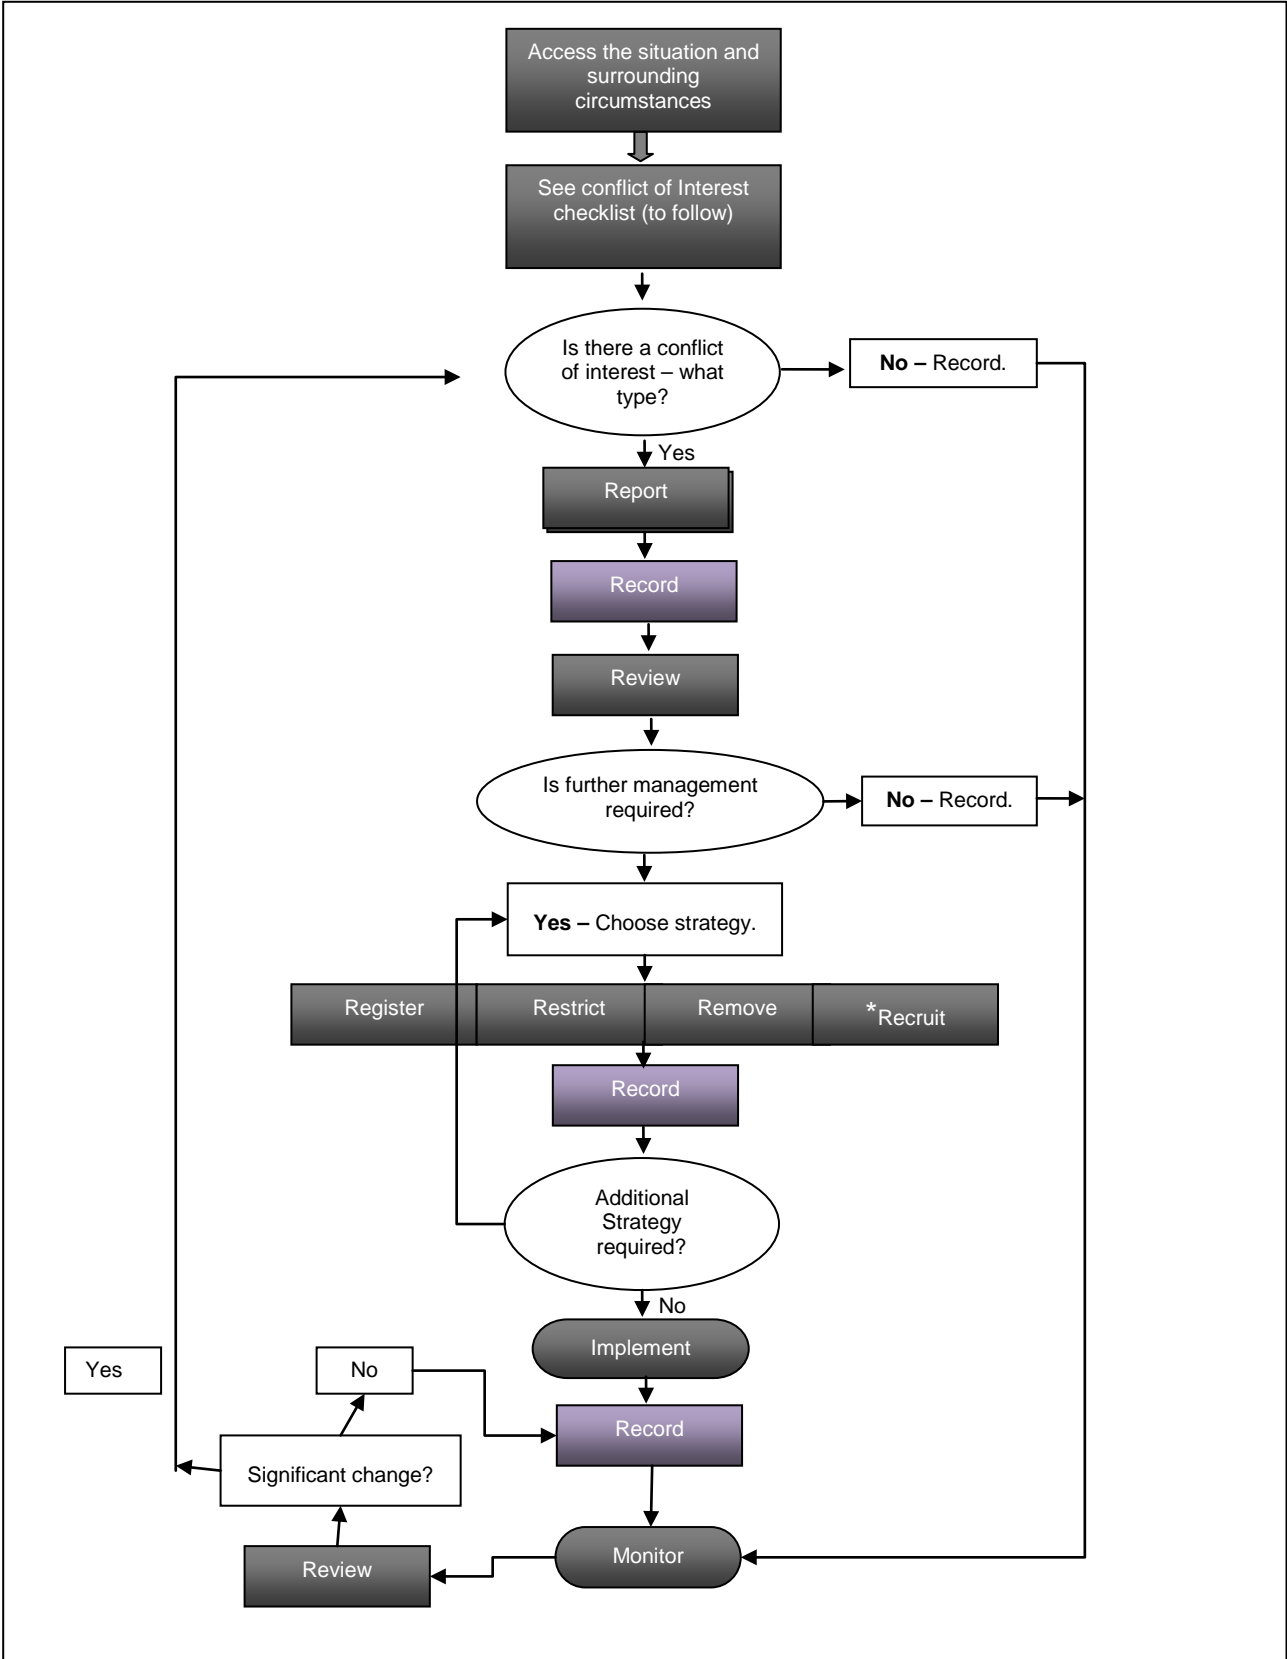 Access the situation and
surrounding
circumstances
See conflict of Interest
checklist (to follow)
Is there a conflict
of interest – what
type?
No – Record.
Yes
Report
Record
Review
Is further management
required?
No – Record.
Yes – Choose strategy.
Register
Restrict
Remove
*Recruit
Record
Additional
Strategy
required?
No
Implement
Yes
No
Record
Significant change?
Monitor
Review